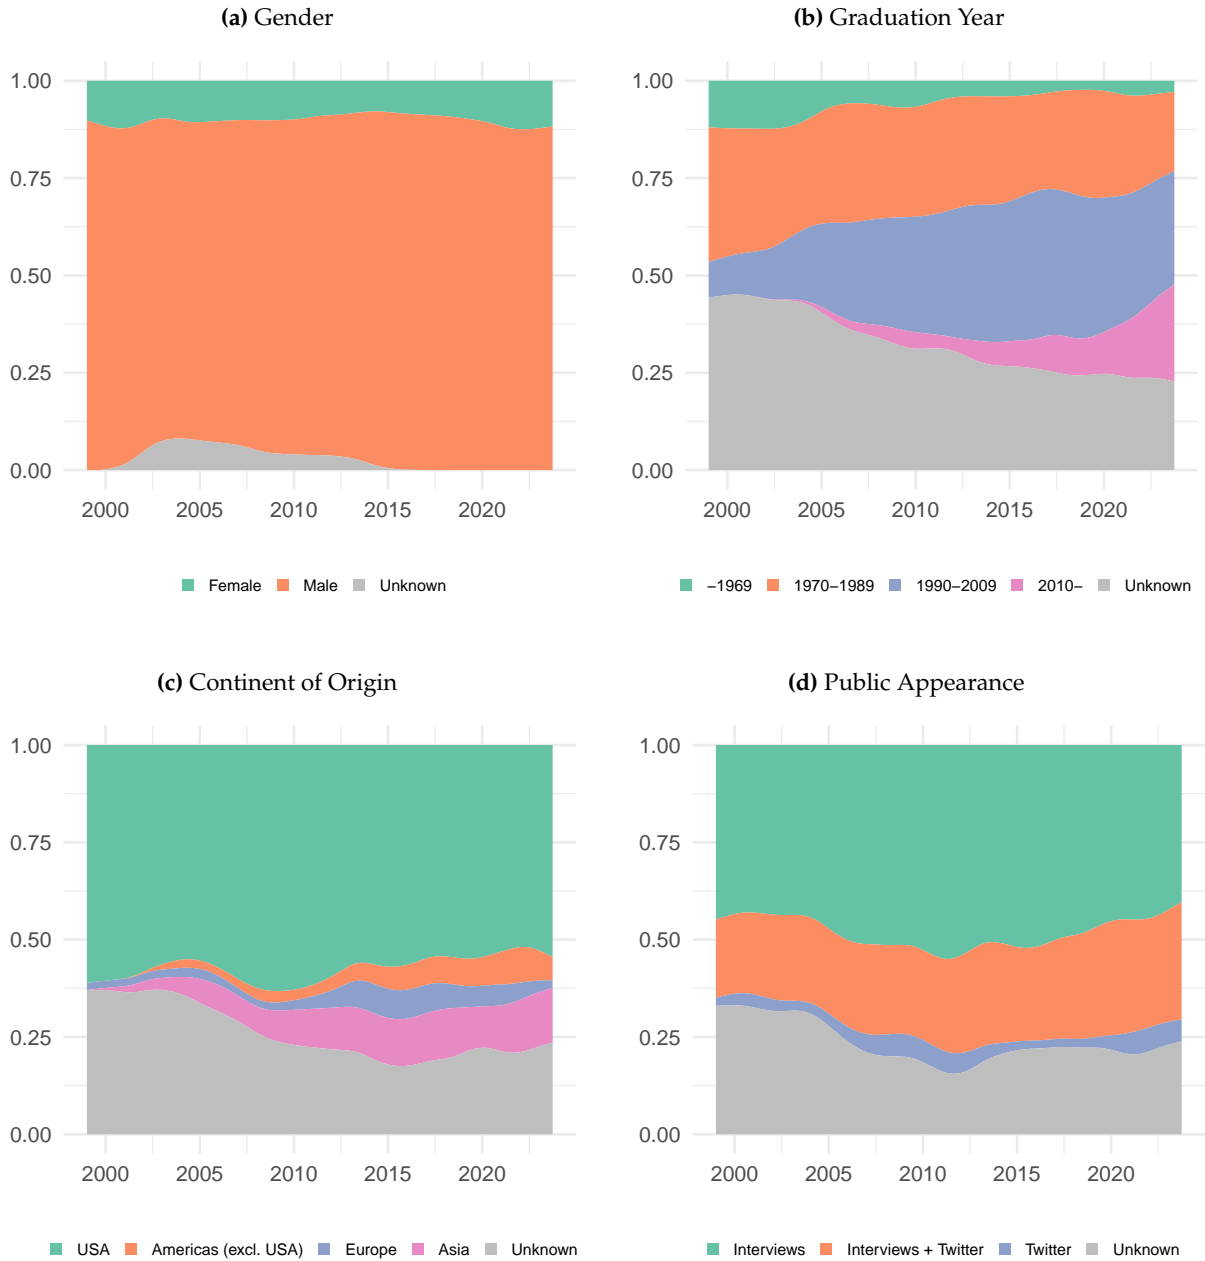 (a) Gender
1.00
0.75
0.50
0.25
0.00
2000 2005 2010 2015 2020
Female Male Unknown
(b) Graduation Year
1.00
0.75
0.50
0.25
0.00
2000 2005 2010 2015 2020
−1969 1970−1989 1990−2009 2010− Unknown
(c) Continent of Origin
1.00
0.75
0.50
0.25
0.00
2000 2005 2010 2015 2020
USA Americas (excl. USA) Europe Asia Unknown
(d) Public Appearance
1.00
0.75
0.50
0.25
0.00
2000 2005 2010 2015 2020
Interviews Interviews + Twitter Twitter Unknown